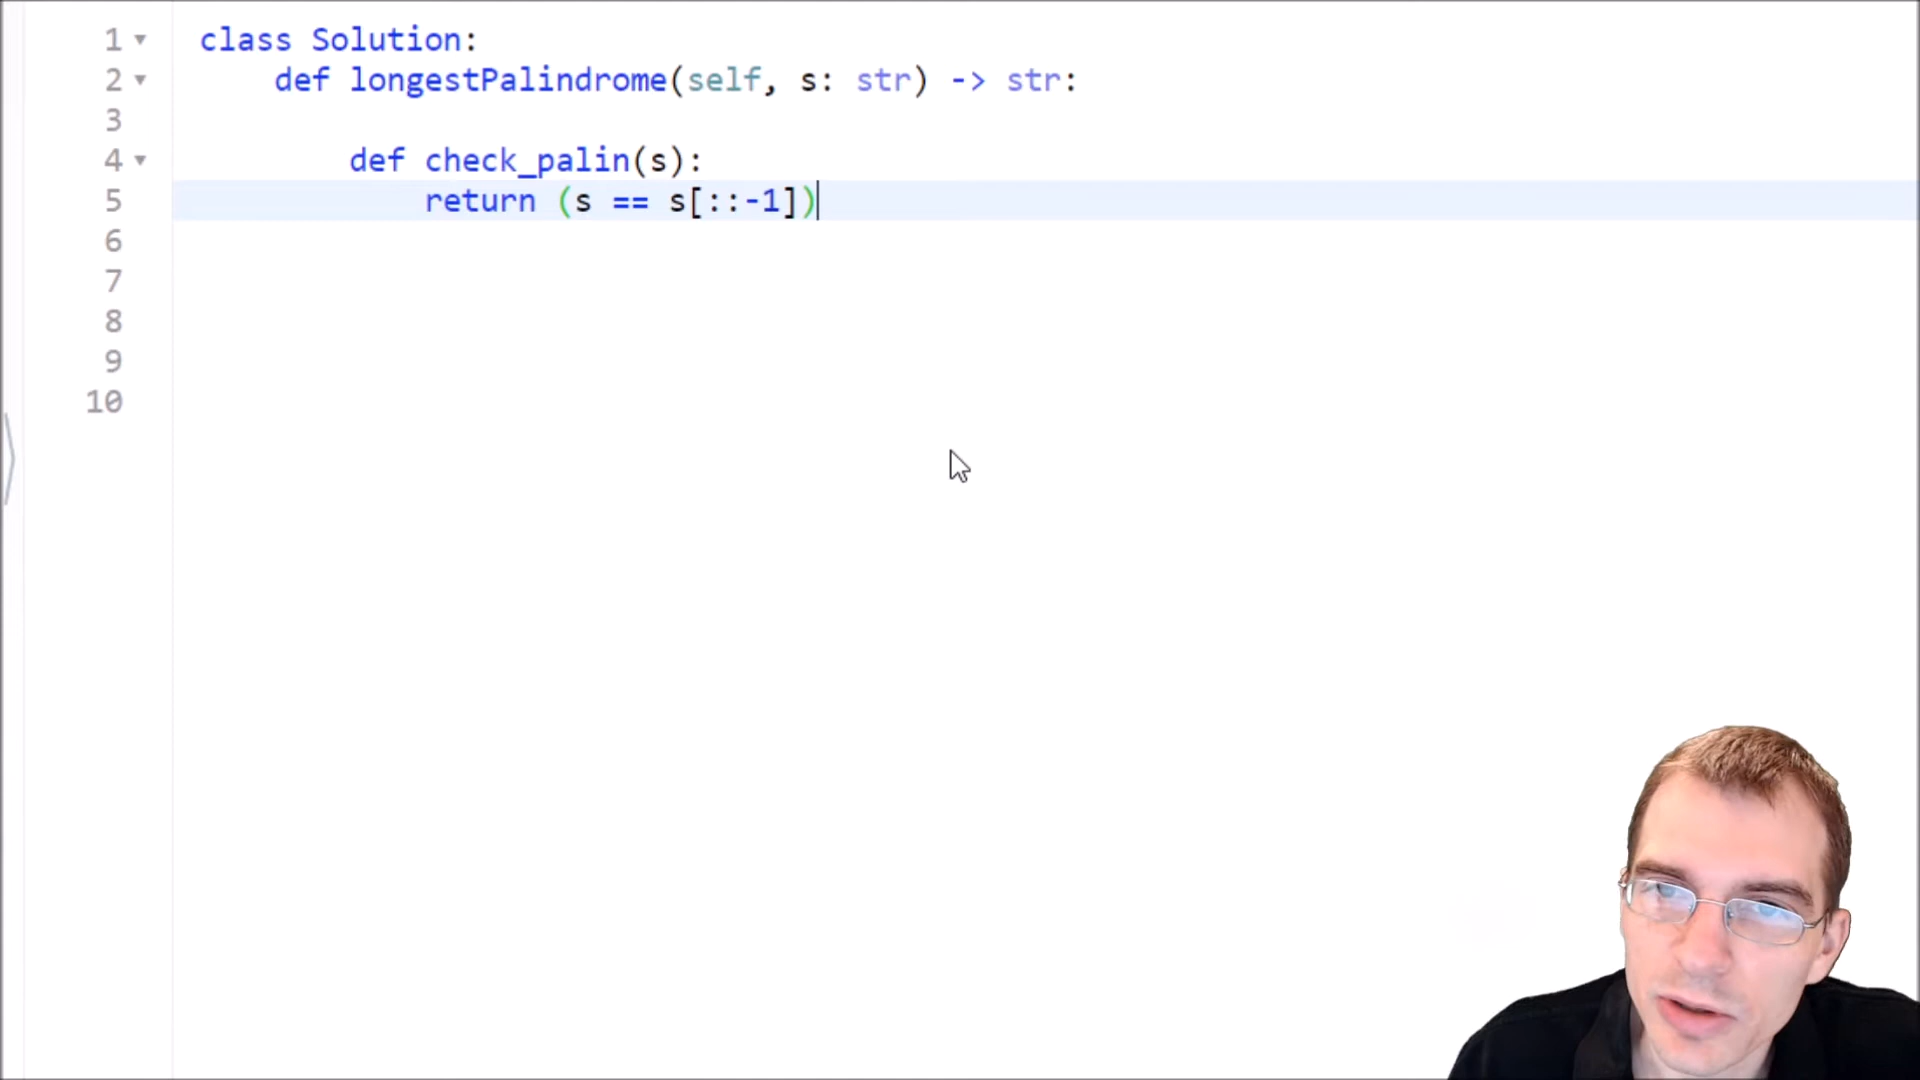 1 class Solution:
2 def longestPalindrome(self, s: str) -> str:
3
4 def check_palin(s):
5 return (s == s[::-1])
6
7
8
9
10